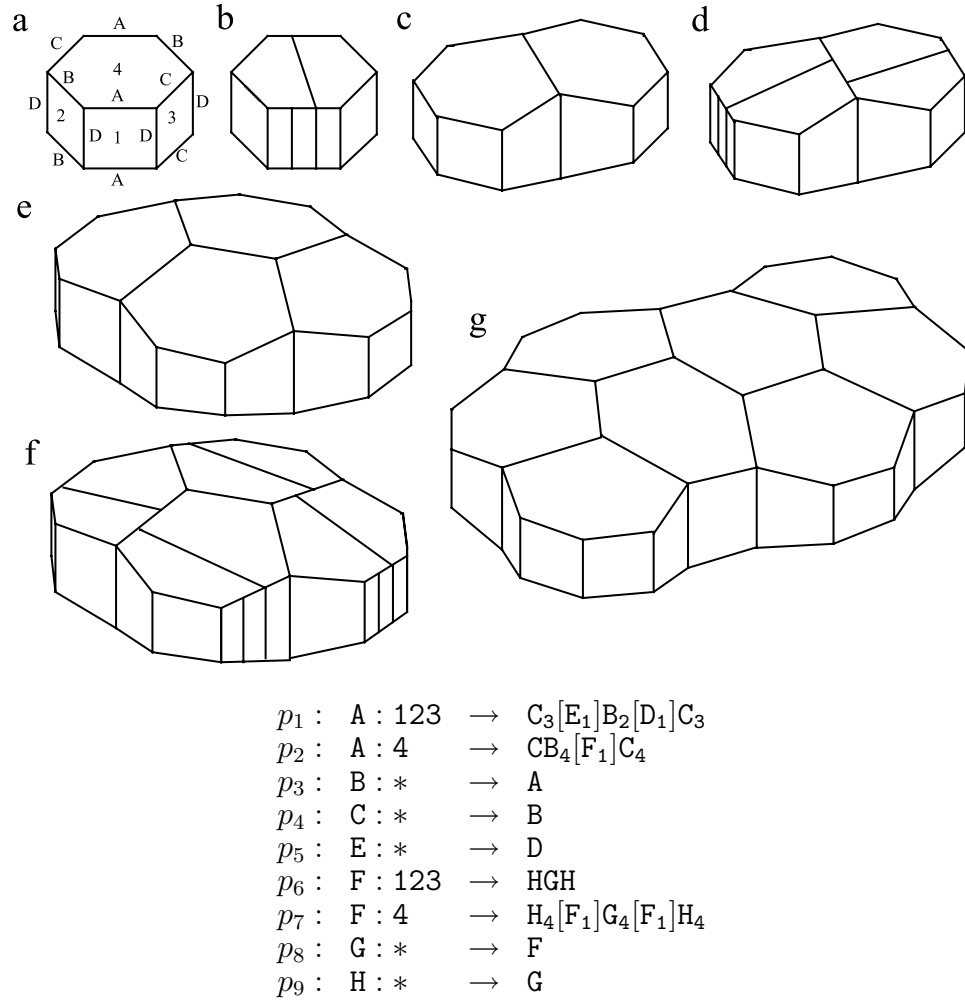 a b c d
A
C B
4
B C
A
D 2 D 1 D 3 D
B C
A
e
g
f
p₁ : A : 123 → C₃[E₁]B₂[D₁]C₃
p₂ : A : 4 → CB₄[F₁]C₄
p₃ : B : * → A
p₄ : C : * → B
p₅ : E : * → D
p₆ : F : 123 → HGH
p₇ : F : 4 → H₄[F₁]G₄[F₁]H₄
p₈ : G : * → F
p₉ : H : * → G